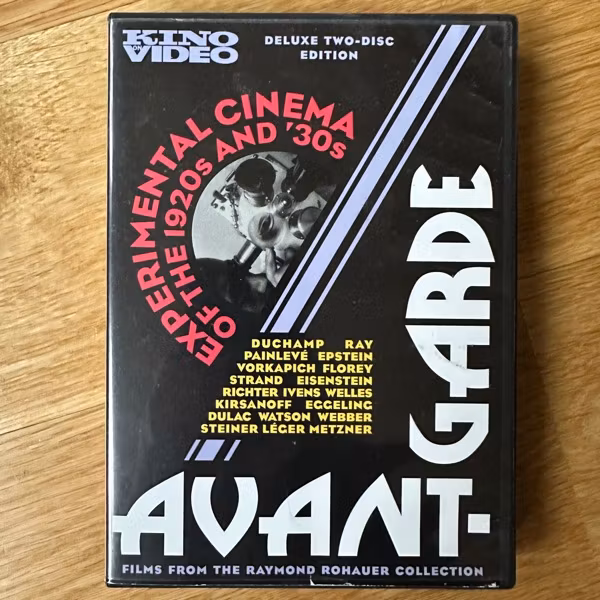 KINO
ON
VIDEO
DELUXE TWO-DISC
EDITION
EXPERIMENTAL CINEMA
OF THE 1920s AND '30s
DUCHAMP RAY
PAINLEVÉ EPSTEIN
VORKAPICH FLOREY
STRAND EISENSTEIN
RICHTER IVENS WELLES
KIRSANOFF EGGELING
DULAC WATSON WEBBER
STEINER LÉGER METZNER
AVANT-
GARDE
FILMS FROM THE RAYMOND ROHAUER COLLECTION